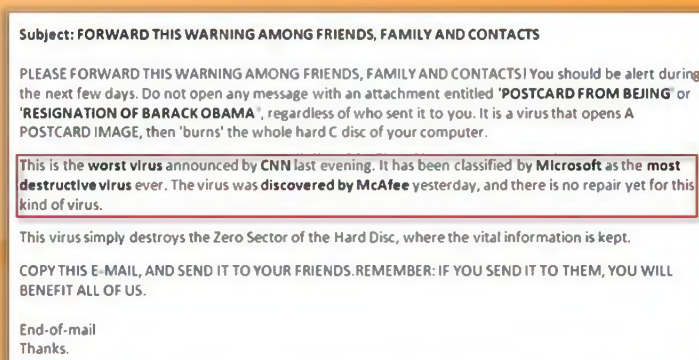 Subject: FORWARD THIS WARNING AMONG FRIENDS, FAMILY AND CONTACTS
PLEASE FORWARD THIS WARNING AMONG FRIENDS, FAMILY AND CONTACTS! You should be alert during
the next few days. Do not open any message with an attachment entitled 'POSTCARD FROM BEJING' or
'RESIGNATION OF BARACK OBAMA', regardless of who sent it to you. It is a virus that opens A
POSTCARD IMAGE, then 'burns' the whole hard C disc of your computer.
This is the worst virus announced by CNN last evening. It has been classified by Microsoft as the most
destructive virus ever. The virus was discovered by McAfee yesterday, and there is no repair yet for this
kind of virus.
This virus simply destroys the Zero Sector of the Hard Disc, where the vital information is kept.
COPY THIS E-MAIL, AND SEND IT TO YOUR FRIENDS.REMEMBER: IF YOU SEND IT TO THEM, YOU WILL
BENEFIT ALL OF US.
End-of-mail
Thanks.